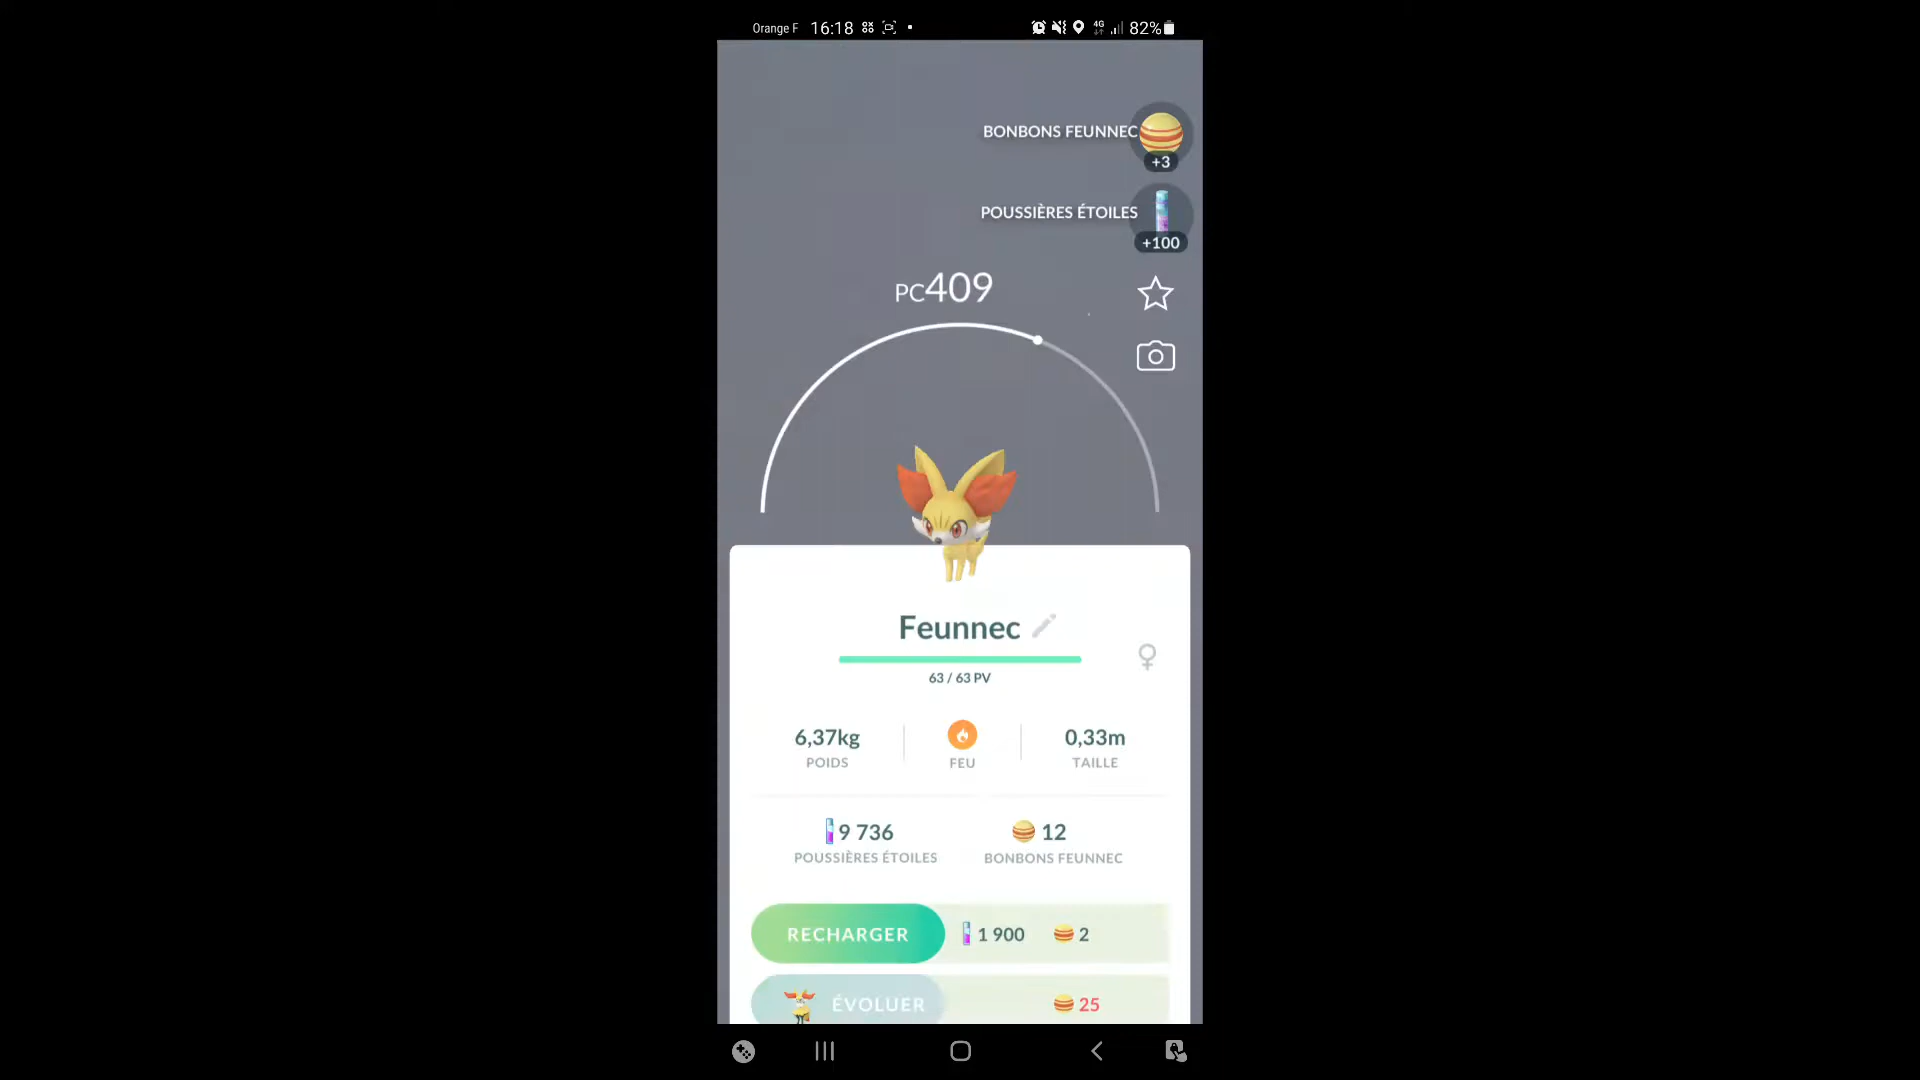 Orange F 16:18 4G 82%
BONBONS FEUNNEC
+3
POUSSIÈRES ÉTOILES
+100
PC409
Feunnec
63 / 63 PV
6,37kg 0,33m
POIDS FEU TAILLE
9 736 12
POUSSIÈRES ÉTOILES BONBONS FEUNNEC
RECHARGER 1 900 2
ÉVOLUER 25